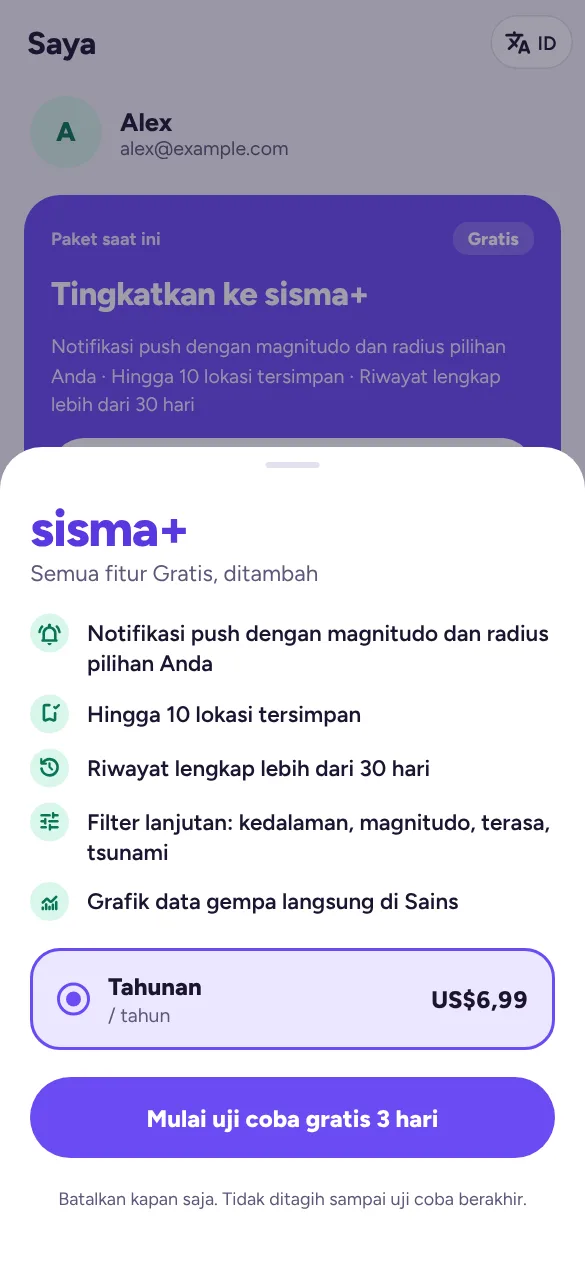 Saya
ID
A
Alex
alex@example.com
Paket saat ini
Gratis
Tingkatkan ke sisma+
Notifikasi push dengan magnitudo dan radius pilihan
Anda · Hingga 10 lokasi tersimpan · Riwayat lengkap
lebih dari 30 hari
sisma+
Semua fitur Gratis, ditambah
Notifikasi push dengan magnitudo dan radius
pilihan Anda
Hingga 10 lokasi tersimpan
Riwayat lengkap lebih dari 30 hari
Filter lanjutan: kedalaman, magnitudo, terasa,
tsunami
Grafik data gempa langsung di Sains
Tahunan
/ tahun
US$6,99
Mulai uji coba gratis 3 hari
Batalkan kapan saja. Tidak ditagih sampai uji coba berakhir.